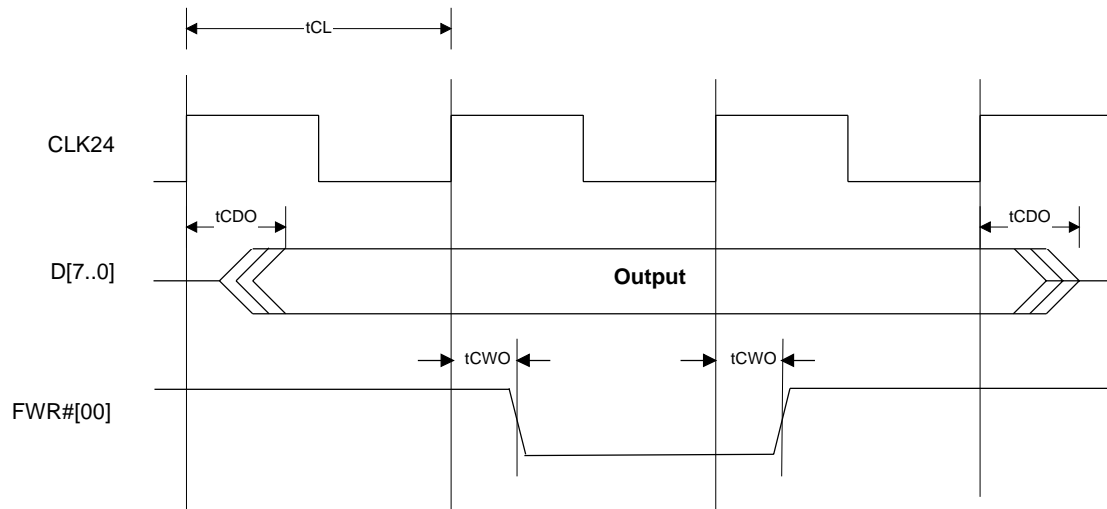 tCL
CLK24
tCDO
tCDO
D[7..0]
Output
tCWO
tCWO
FWR#[00]